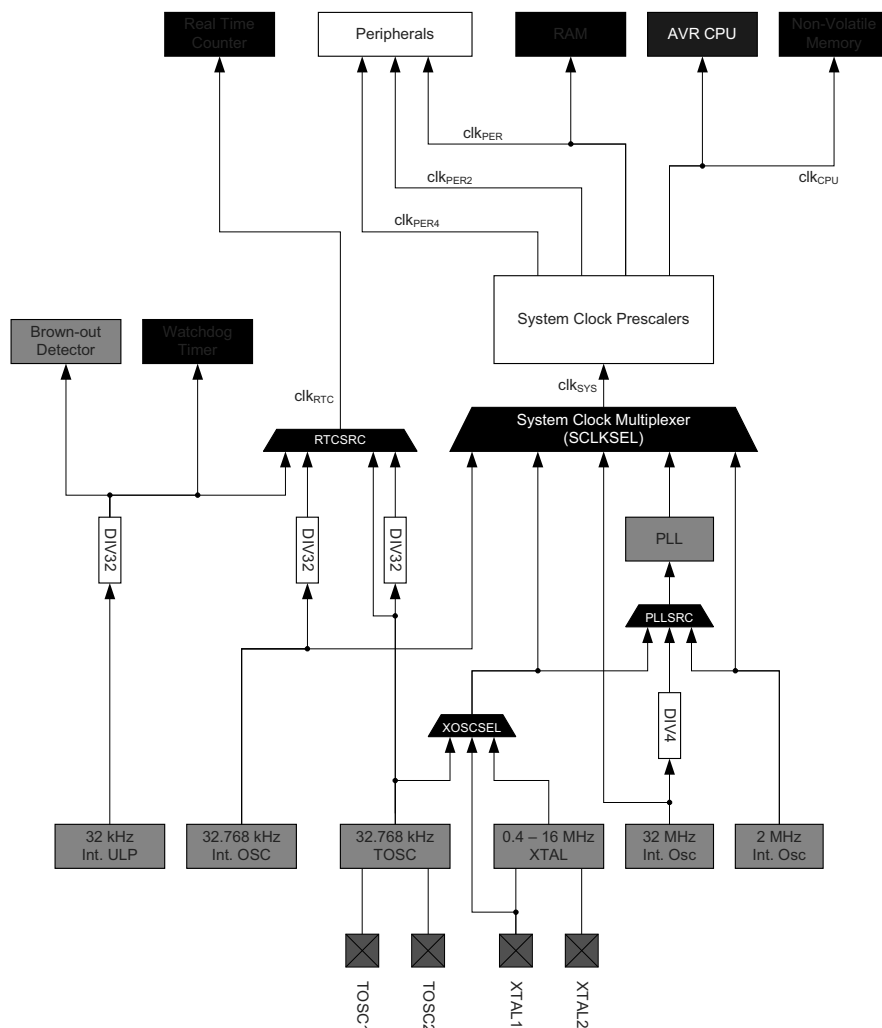 Real Time
Counter
Peripherals
RAM
AVR CPU
Non-Volatile
Memory
clkPER
clkPER2
clkCPU
clkPER4
System Clock Prescalers
Brown-out
Detector
Watchdog
Timer
clkSYS
clkRTC
System Clock Multiplexer
(SCLKSEL)
RTCSRC
DIV32
DIV32
DIV32
PLL
PLLSRC
XOSCSEL
DIV4
32 kHz
Int. ULP
32.768 kHz
Int. OSC
32.768 kHz
TOSC
0.4 – 16 MHz
XTAL
32 MHz
Int. Osc
2 MHz
Int. Osc
TOSC1
TOSC2
XTAL1
XTAL2